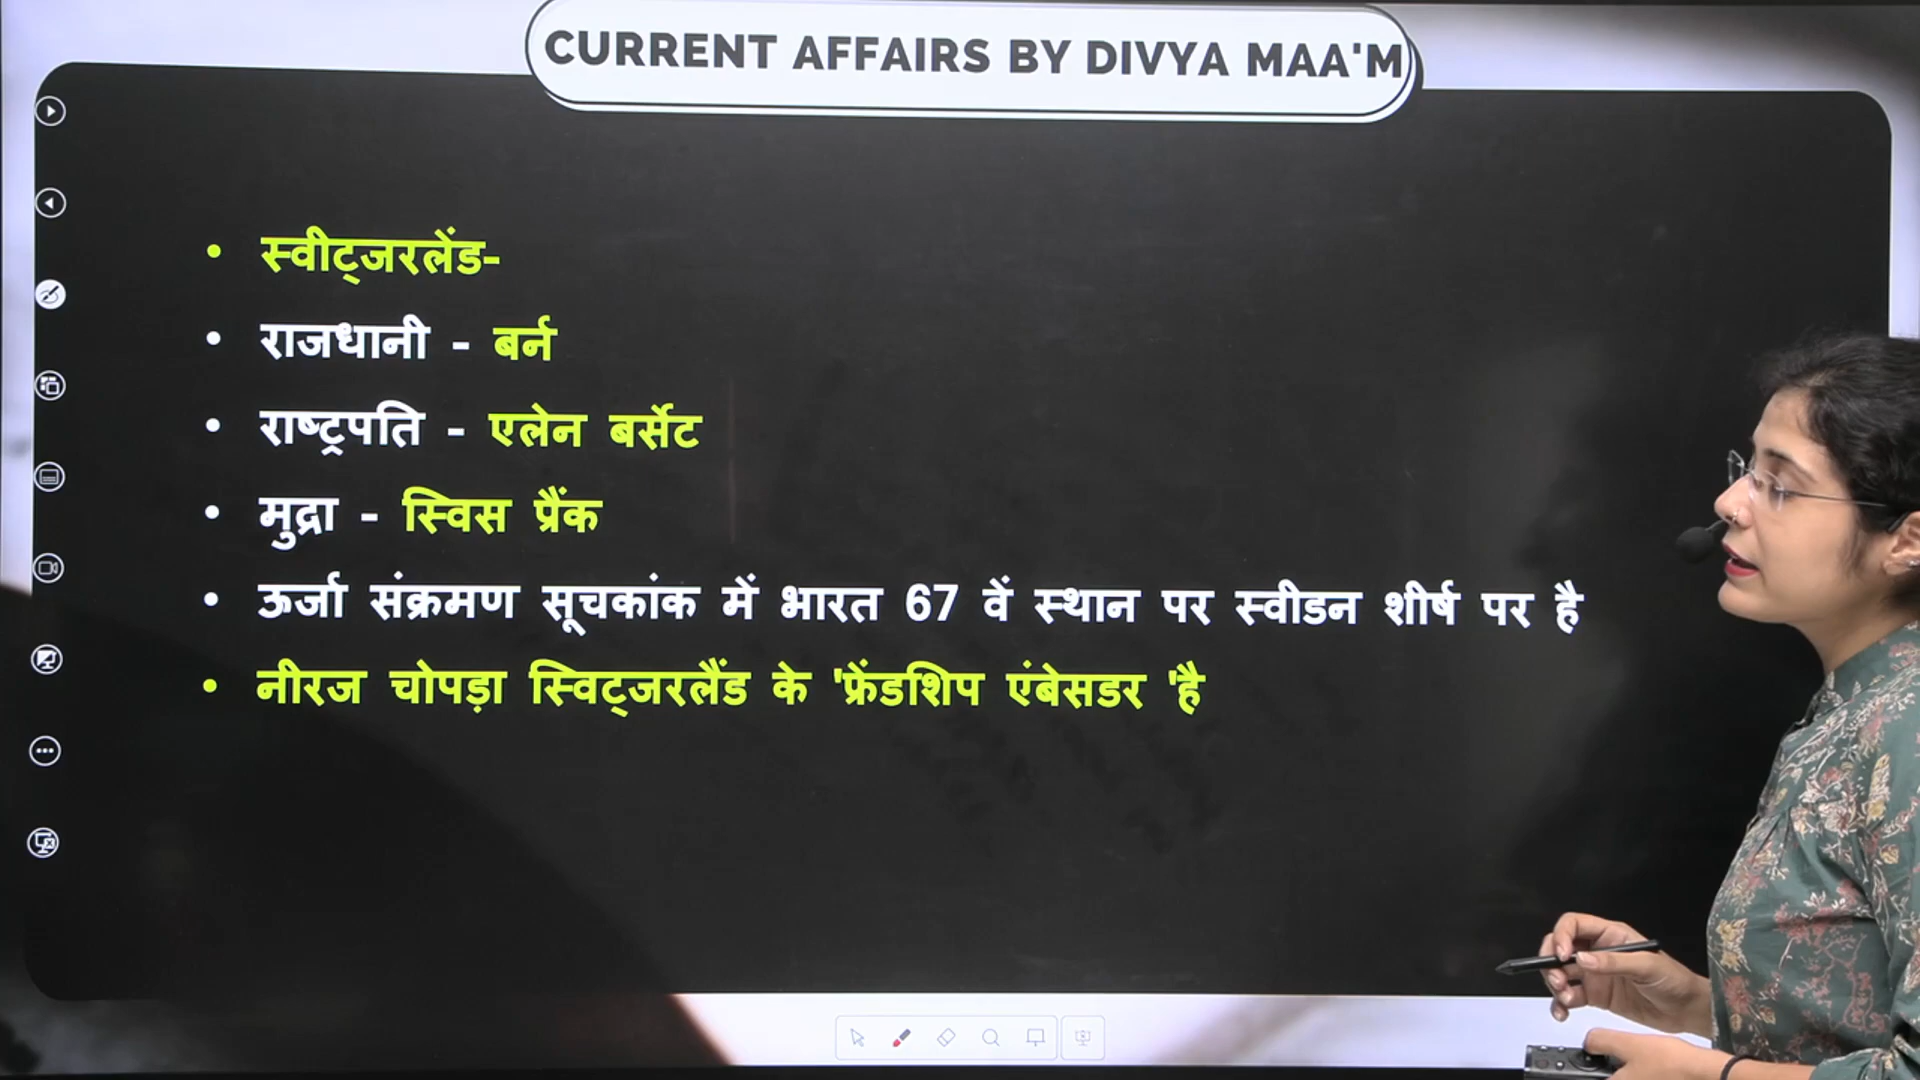 CURRENT AFFAIRS BY DIVYA MAA'M
• स्वीट्जरलेंड-
• राजधानी - बर्न
• राष्ट्रपति - एलेन बर्सेट
• मुद्रा - स्विस प्रैंक
• ऊर्जा संक्रमण सूचकांक में भारत 67 वें स्थान पर स्वीडन शीर्ष पर है
• नीरज चोपड़ा स्विट्जरलैंड के 'फ्रेंडशिप एंबेसडर 'है